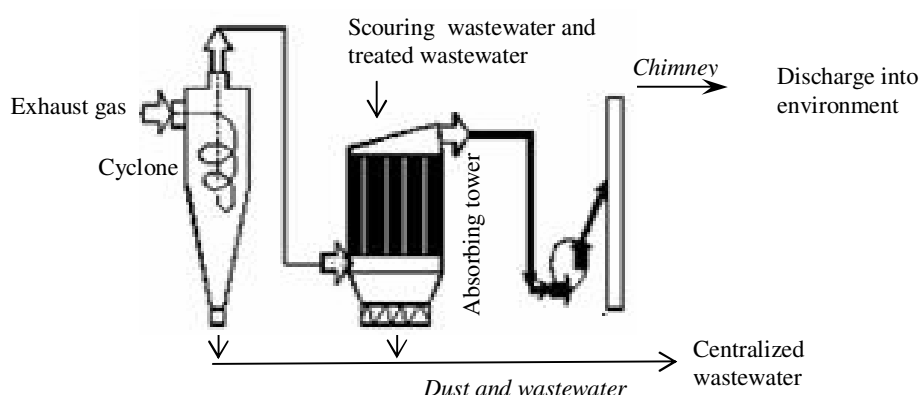 Scouring wastewater and
treated wastewater
Chimney
Discharge into
environment
Exhaust gas
Cyclone
Absorbing tower
Centralized
wastewater
Dust and wastewater